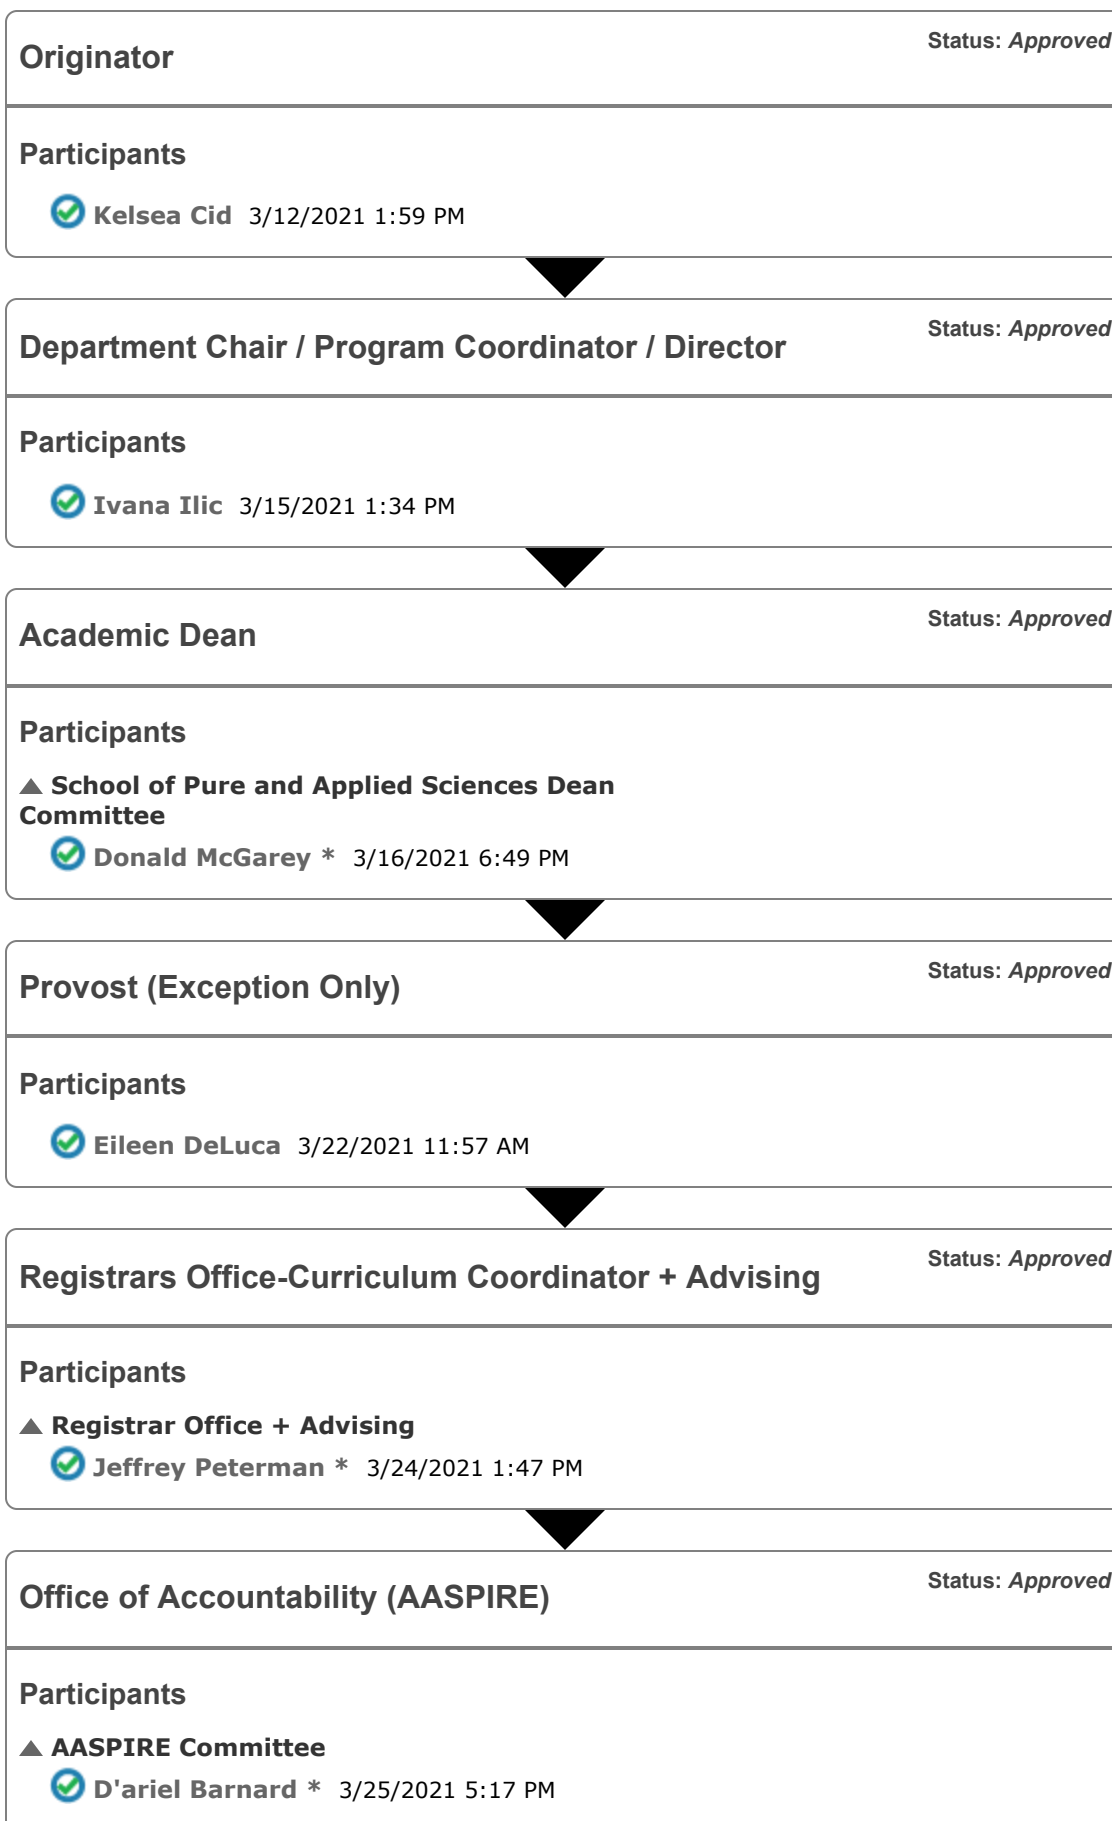 Originator
Status: Approved
Participants
Kelsea Cid 3/12/2021 1:59 PM
Department Chair / Program Coordinator / Director
Status: Approved
Participants
Ivana Ilic 3/15/2021 1:34 PM
Academic Dean
Status: Approved
Participants
School of Pure and Applied Sciences Dean
Committee
Donald McGarey * 3/16/2021 6:49 PM
Provost (Exception Only)
Status: Approved
Participants
Eileen DeLuca 3/22/2021 11:57 AM
Registrars Office-Curriculum Coordinator + Advising
Status: Approved
Participants
Registrar Office + Advising
Jeffrey Peterman * 3/24/2021 1:47 PM
Office of Accountability (AASPIRE)
Status: Approved
Participants
AASPIRE Committee
D'ariel Barnard * 3/25/2021 5:17 PM